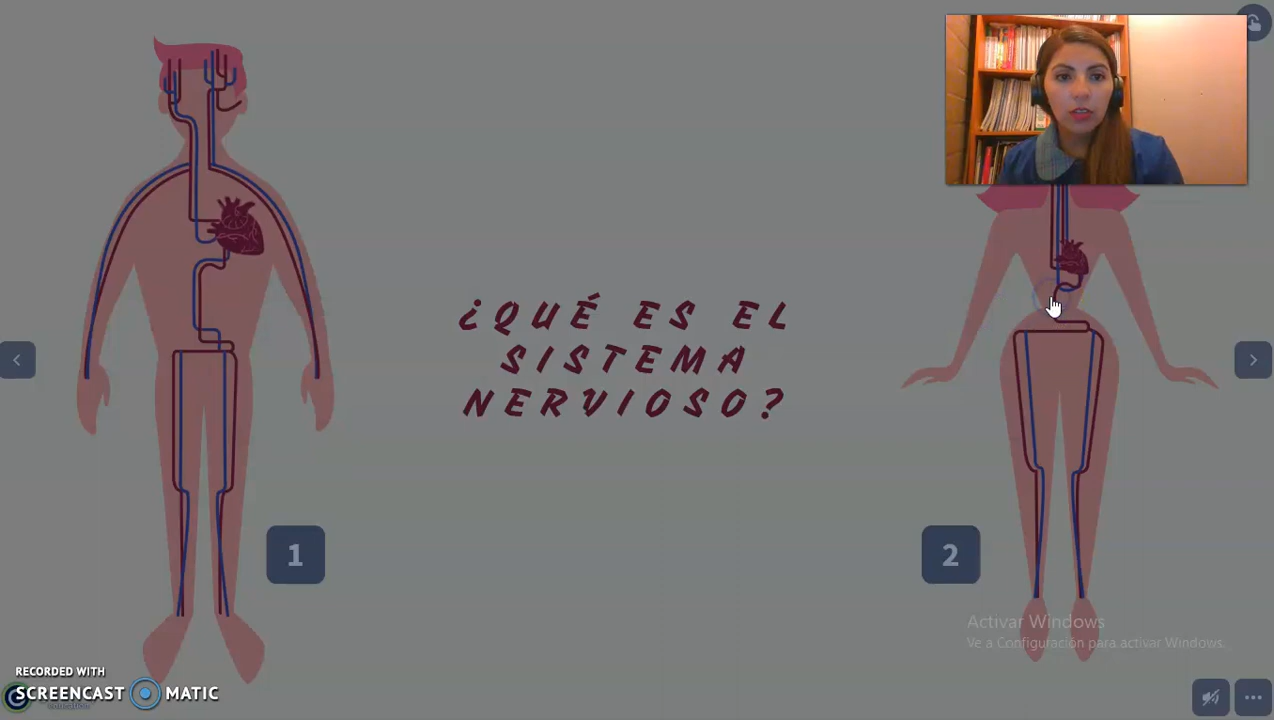 ¿QUÉ ES EL
SISTEMA
NERVIOSO?
1
2
Activar Windows
Ve a Configuración para activar Windows.
RECORDED WITH
SCREENCAST MATIC